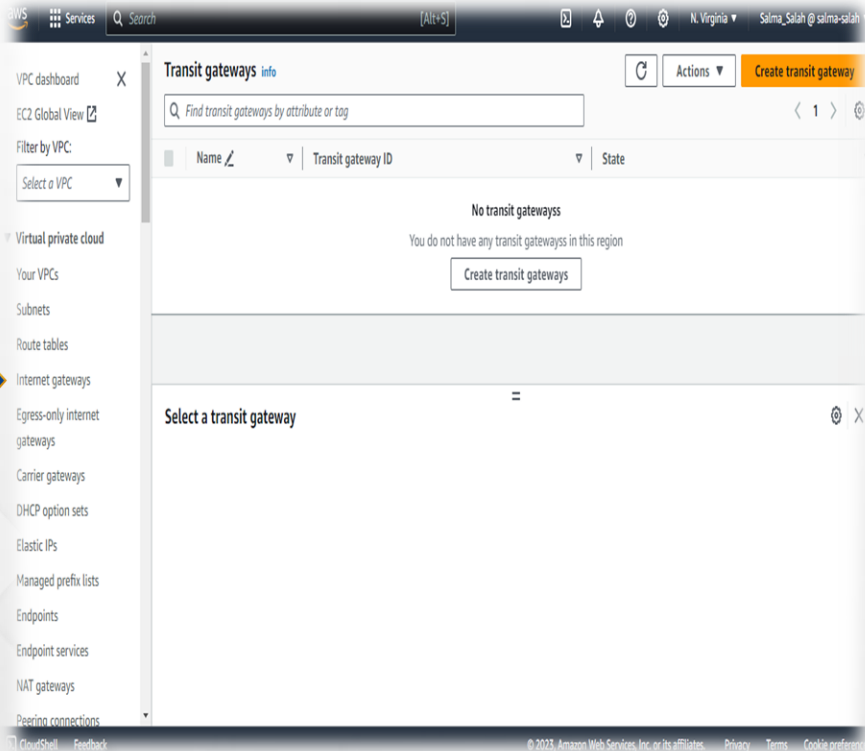 aws Services Search [Alt+S] N. Virginia Salma_Salah @ salma-salah
VPC dashboard
EC2 Global View
Filter by VPC:
Select a VPC
Virtual private cloud
Your VPCs
Subnets
Route tables
Internet gateways
Egress-only internet
gateways
Carrier gateways
DHCP option sets
Elastic IPs
Managed prefix lists
Endpoints
Endpoint services
NAT gateways
Peering connections
Transit gateways info
Actions
Create transit gateway
Find transit gateways by attribute or tag
1
Name Transit gateway ID State
No transit gatewayss
You do not have any transit gatewayss in this region
Create transit gateways
Select a transit gateway
CloudShell Feedback © 2023, Amazon Web Services, Inc. or its affiliates. Privacy Terms Cookie